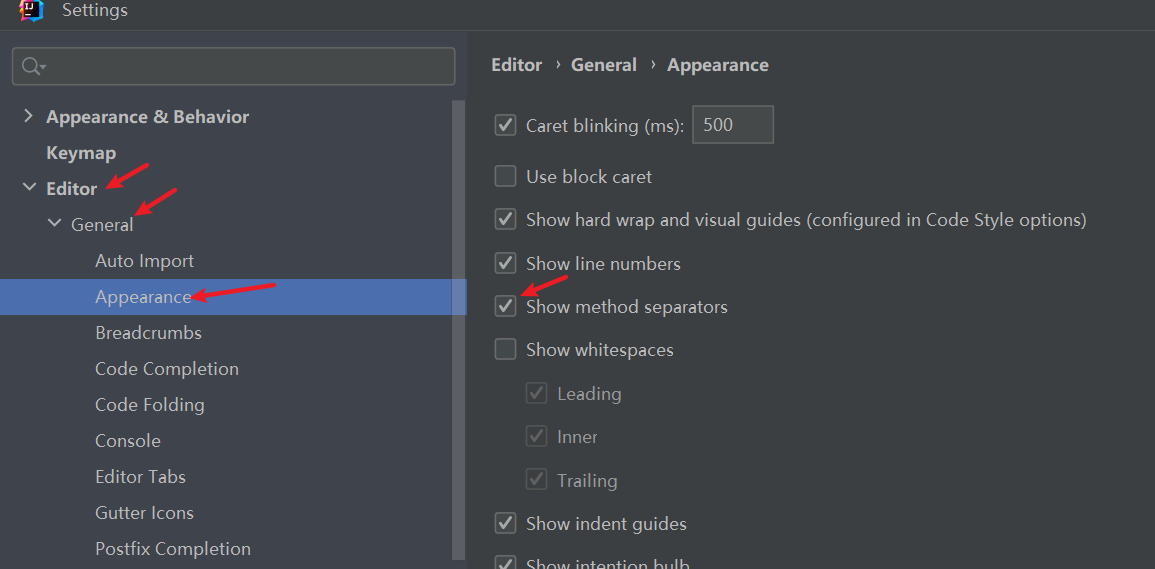 IJ
Settings
Appearance & Behavior
Keymap
Editor
General
Auto Import
Appearance
Breadcrumbs
Code Completion
Code Folding
Console
Editor Tabs
Gutter Icons
Postfix Completion
Editor › General › Appearance
Caret blinking (ms): 500
Use block caret
Show hard wrap and visual guides (configured in Code Style options)
Show line numbers
Show method separators
Show whitespaces
Leading
Inner
Trailing
Show indent guides
Show intention bulb